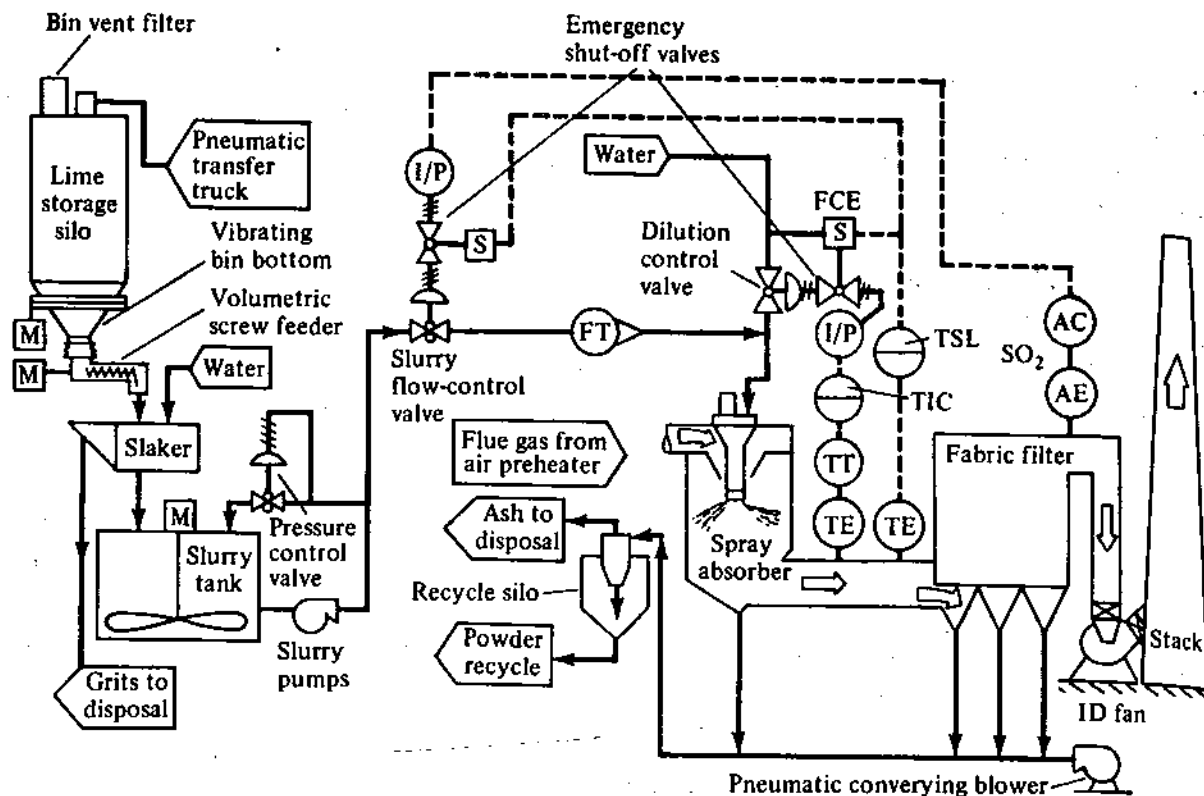 Bin vent filter
Pneumatic
transfer
truck
Lime
storage
silo
Vibrating
bin bottom
Volumetric
screw feeder
M
M
Water
Slaker
M
Slurry
tank
Pressure
control
valve
Slurry
pumps
Grits to
disposal
Emergency
shut-off valves
I/P
S
Water
FCE
S
Dilution
control
valve
Slurry
flow-control
valve
FT
I/P
TSL
TIC
TT
TE
TE
SO2
AC
AE
Flue gas from
air preheater
Ash to
disposal
Recycle silo
Powder
recycle
Spray
absorber
Fabric filter
Stack
ID fan
Pneumatic converying blower